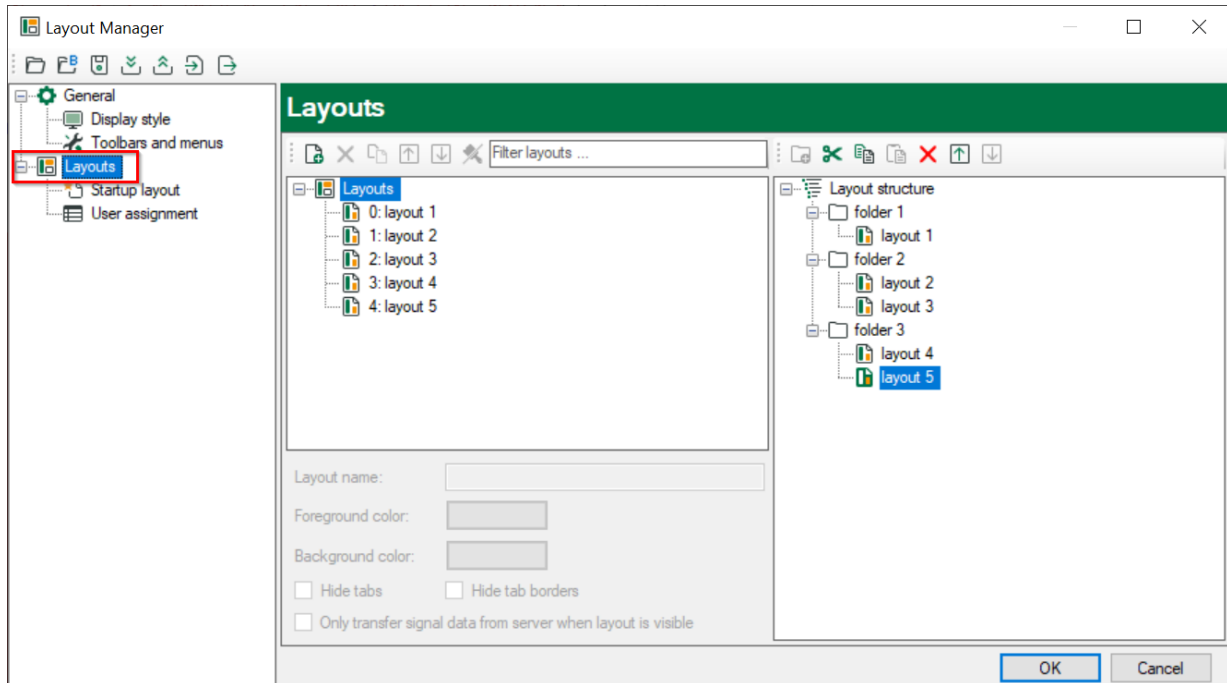 Layout Manager
B
General
Display style
Toolbars and menus
Layouts
Startup layout
User assignment
Layouts
Filter layouts ...
Layouts
0: layout 1
1: layout 2
2: layout 3
3: layout 4
4: layout 5
Layout structure
folder 1
layout 1
folder 2
layout 2
layout 3
folder 3
layout 4
layout 5
Layout name:
Foreground color:
Background color:
Hide tabs Hide tab borders
Only transfer signal data from server when layout is visible
OK Cancel